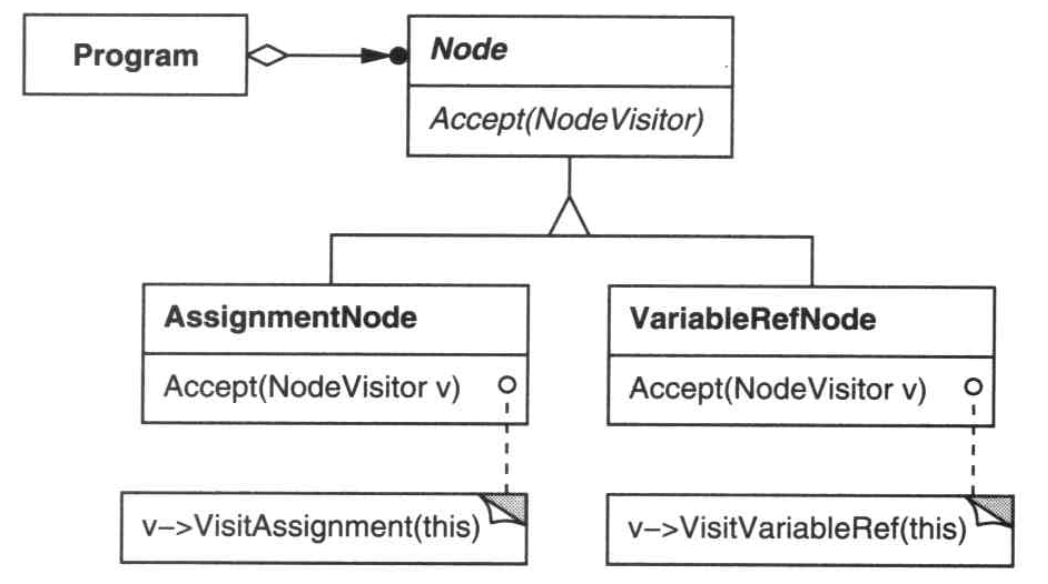 Program
Node
Accept(NodeVisitor)
AssignmentNode
Accept(NodeVisitor v)
VariableRefNode
Accept(NodeVisitor v)
v–>VisitAssignment(this)
v–>VisitVariableRef(this)